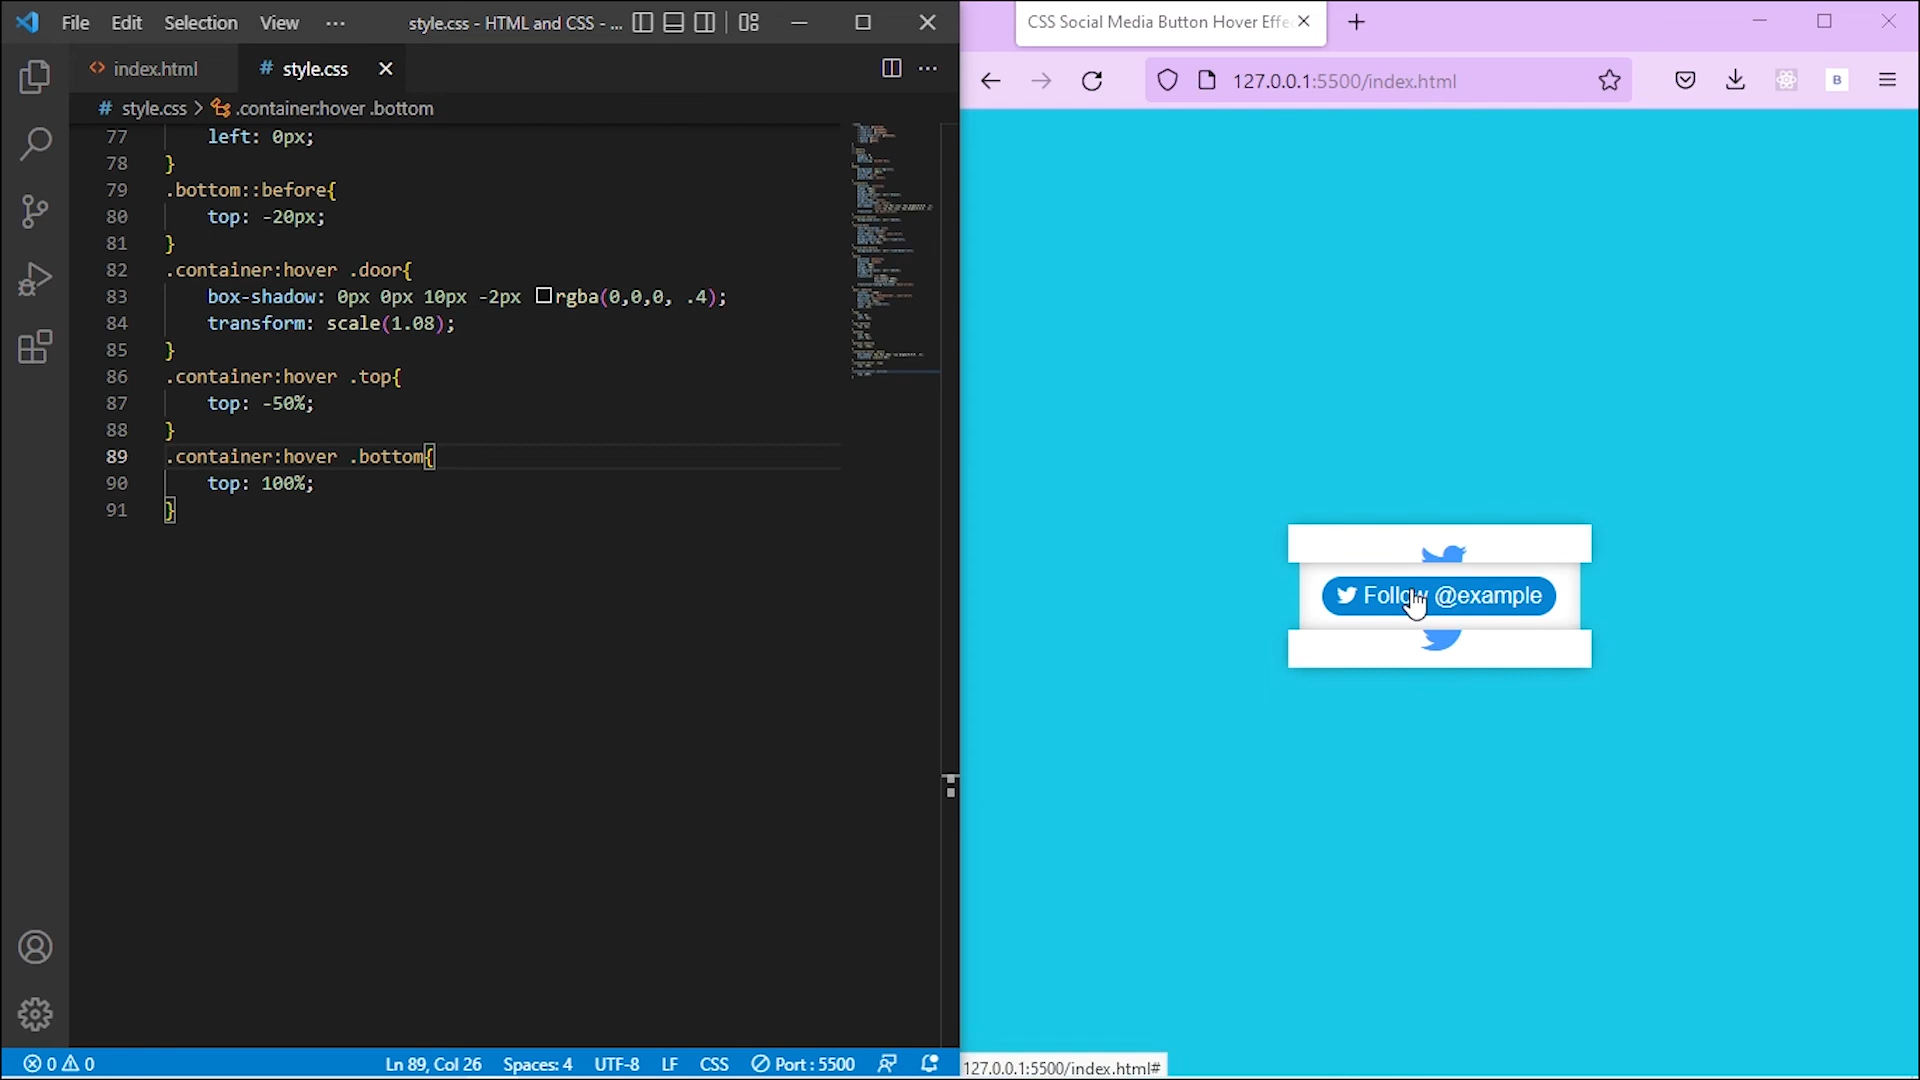 File Edit Selection View ··· style.css - HTML and CSS - ...
index.html # style.css
# style.css > .container:hover .bottom
77 left: 0px;
78 }
79 .bottom::before{
80 top: -20px;
81 }
82 .container:hover .door{
83 box-shadow: 0px 0px 10px -2px rgba(0,0,0, .4);
84 transform: scale(1.08);
85 }
86 .container:hover .top{
87 top: -50%;
88 }
89 .container:hover .bottom{
90 top: 100%;
91 }
0 0 Ln 89, Col 26 Spaces: 4 UTF-8 LF CSS Port : 5500
CSS Social Media Button Hover Effe
127.0.0.1:5500/index.html
B
Follow @example
127.0.0.1:5500/index.html#